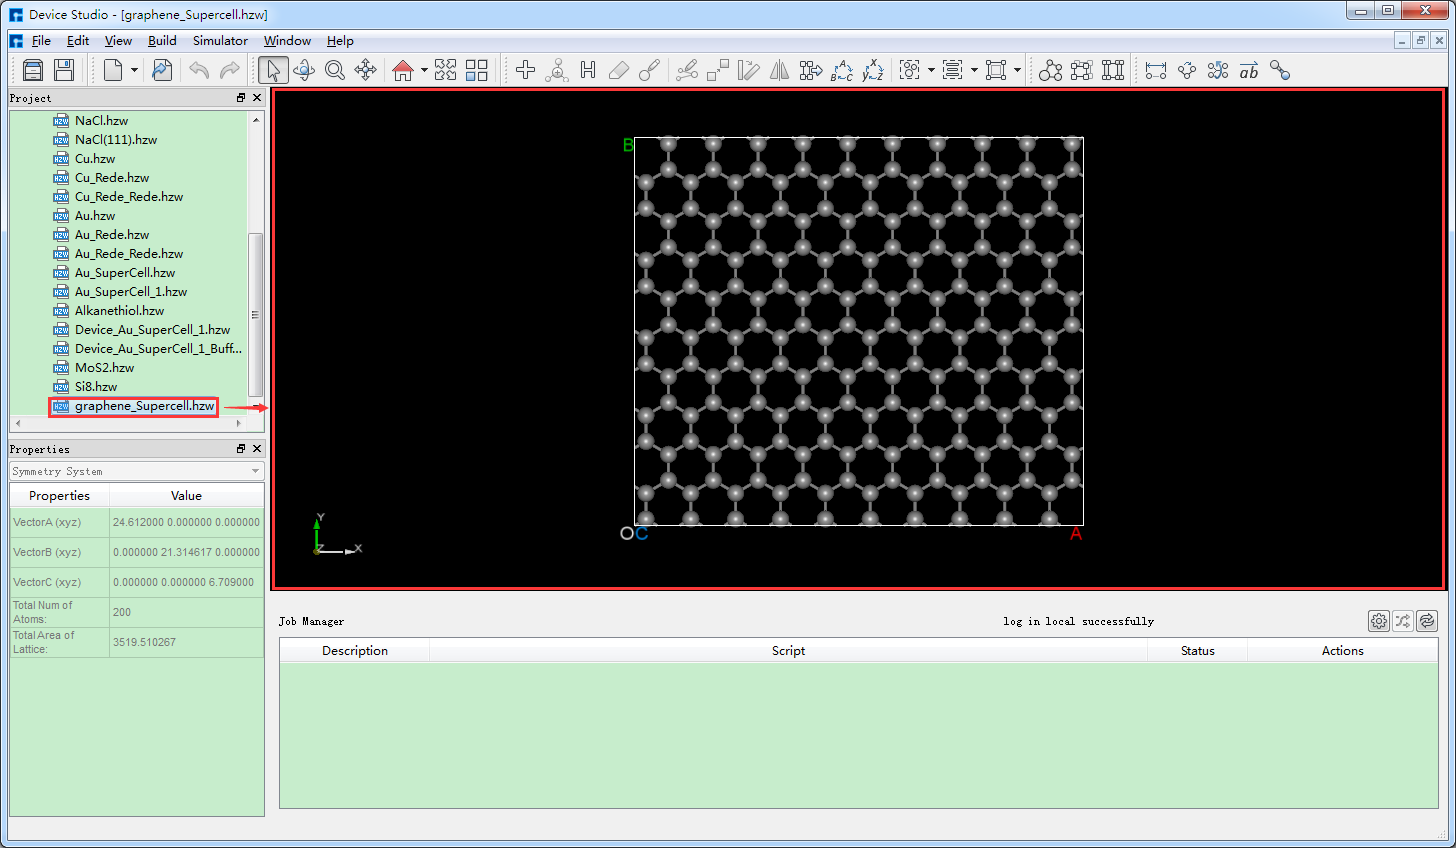 Device Studio - [graphene_Supercell.hzw]
File Edit View Build Simulator Window Help
Project
NaCl.hzw
NaCl(111).hzw
Cu.hzw
Cu_Rede.hzw
Cu_Rede_Rede.hzw
Au.hzw
Au_Rede.hzw
Au_Rede_Rede.hzw
Au_SuperCell.hzw
Au_SuperCell_1.hzw
Alkanethiol.hzw
Device_Au_SuperCell_1.hzw
Device_Au_SuperCell_1_Buff...
MoS2.hzw
Si8.hzw
graphene_Supercell.hzw
Properties
Symmetry System
Properties Value
VectorA (xyz) 24.612000 0.000000 0.000000
VectorB (xyz) 0.000000 21.314617 0.000000
VectorC (xyz) 0.000000 0.000000 6.709000
Total Num of
Atoms: 200
Total Area of
Lattice: 3519.510267
B
O C A
Y
Z X
Job Manager log in local successfully
Description Script Status Actions